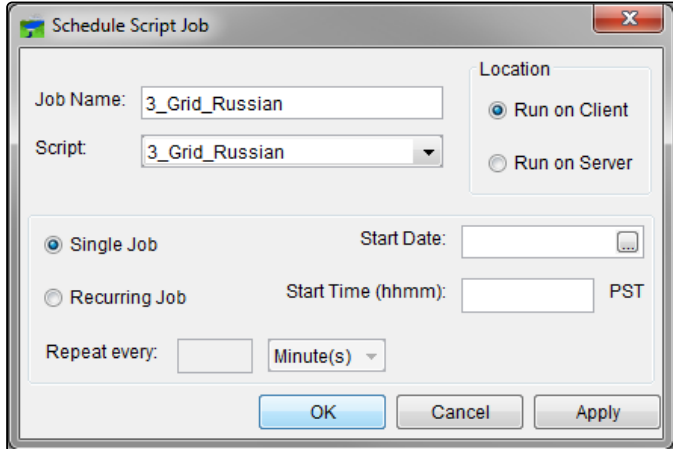 Schedule Script Job
Job Name: 3_Grid_Russian
Script: 3_Grid_Russian
Location
Run on Client
Run on Server
Single Job
Recurring Job
Start Date: ...
Start Time (hhmm): PST
Repeat every: Minute(s)
OK Cancel Apply